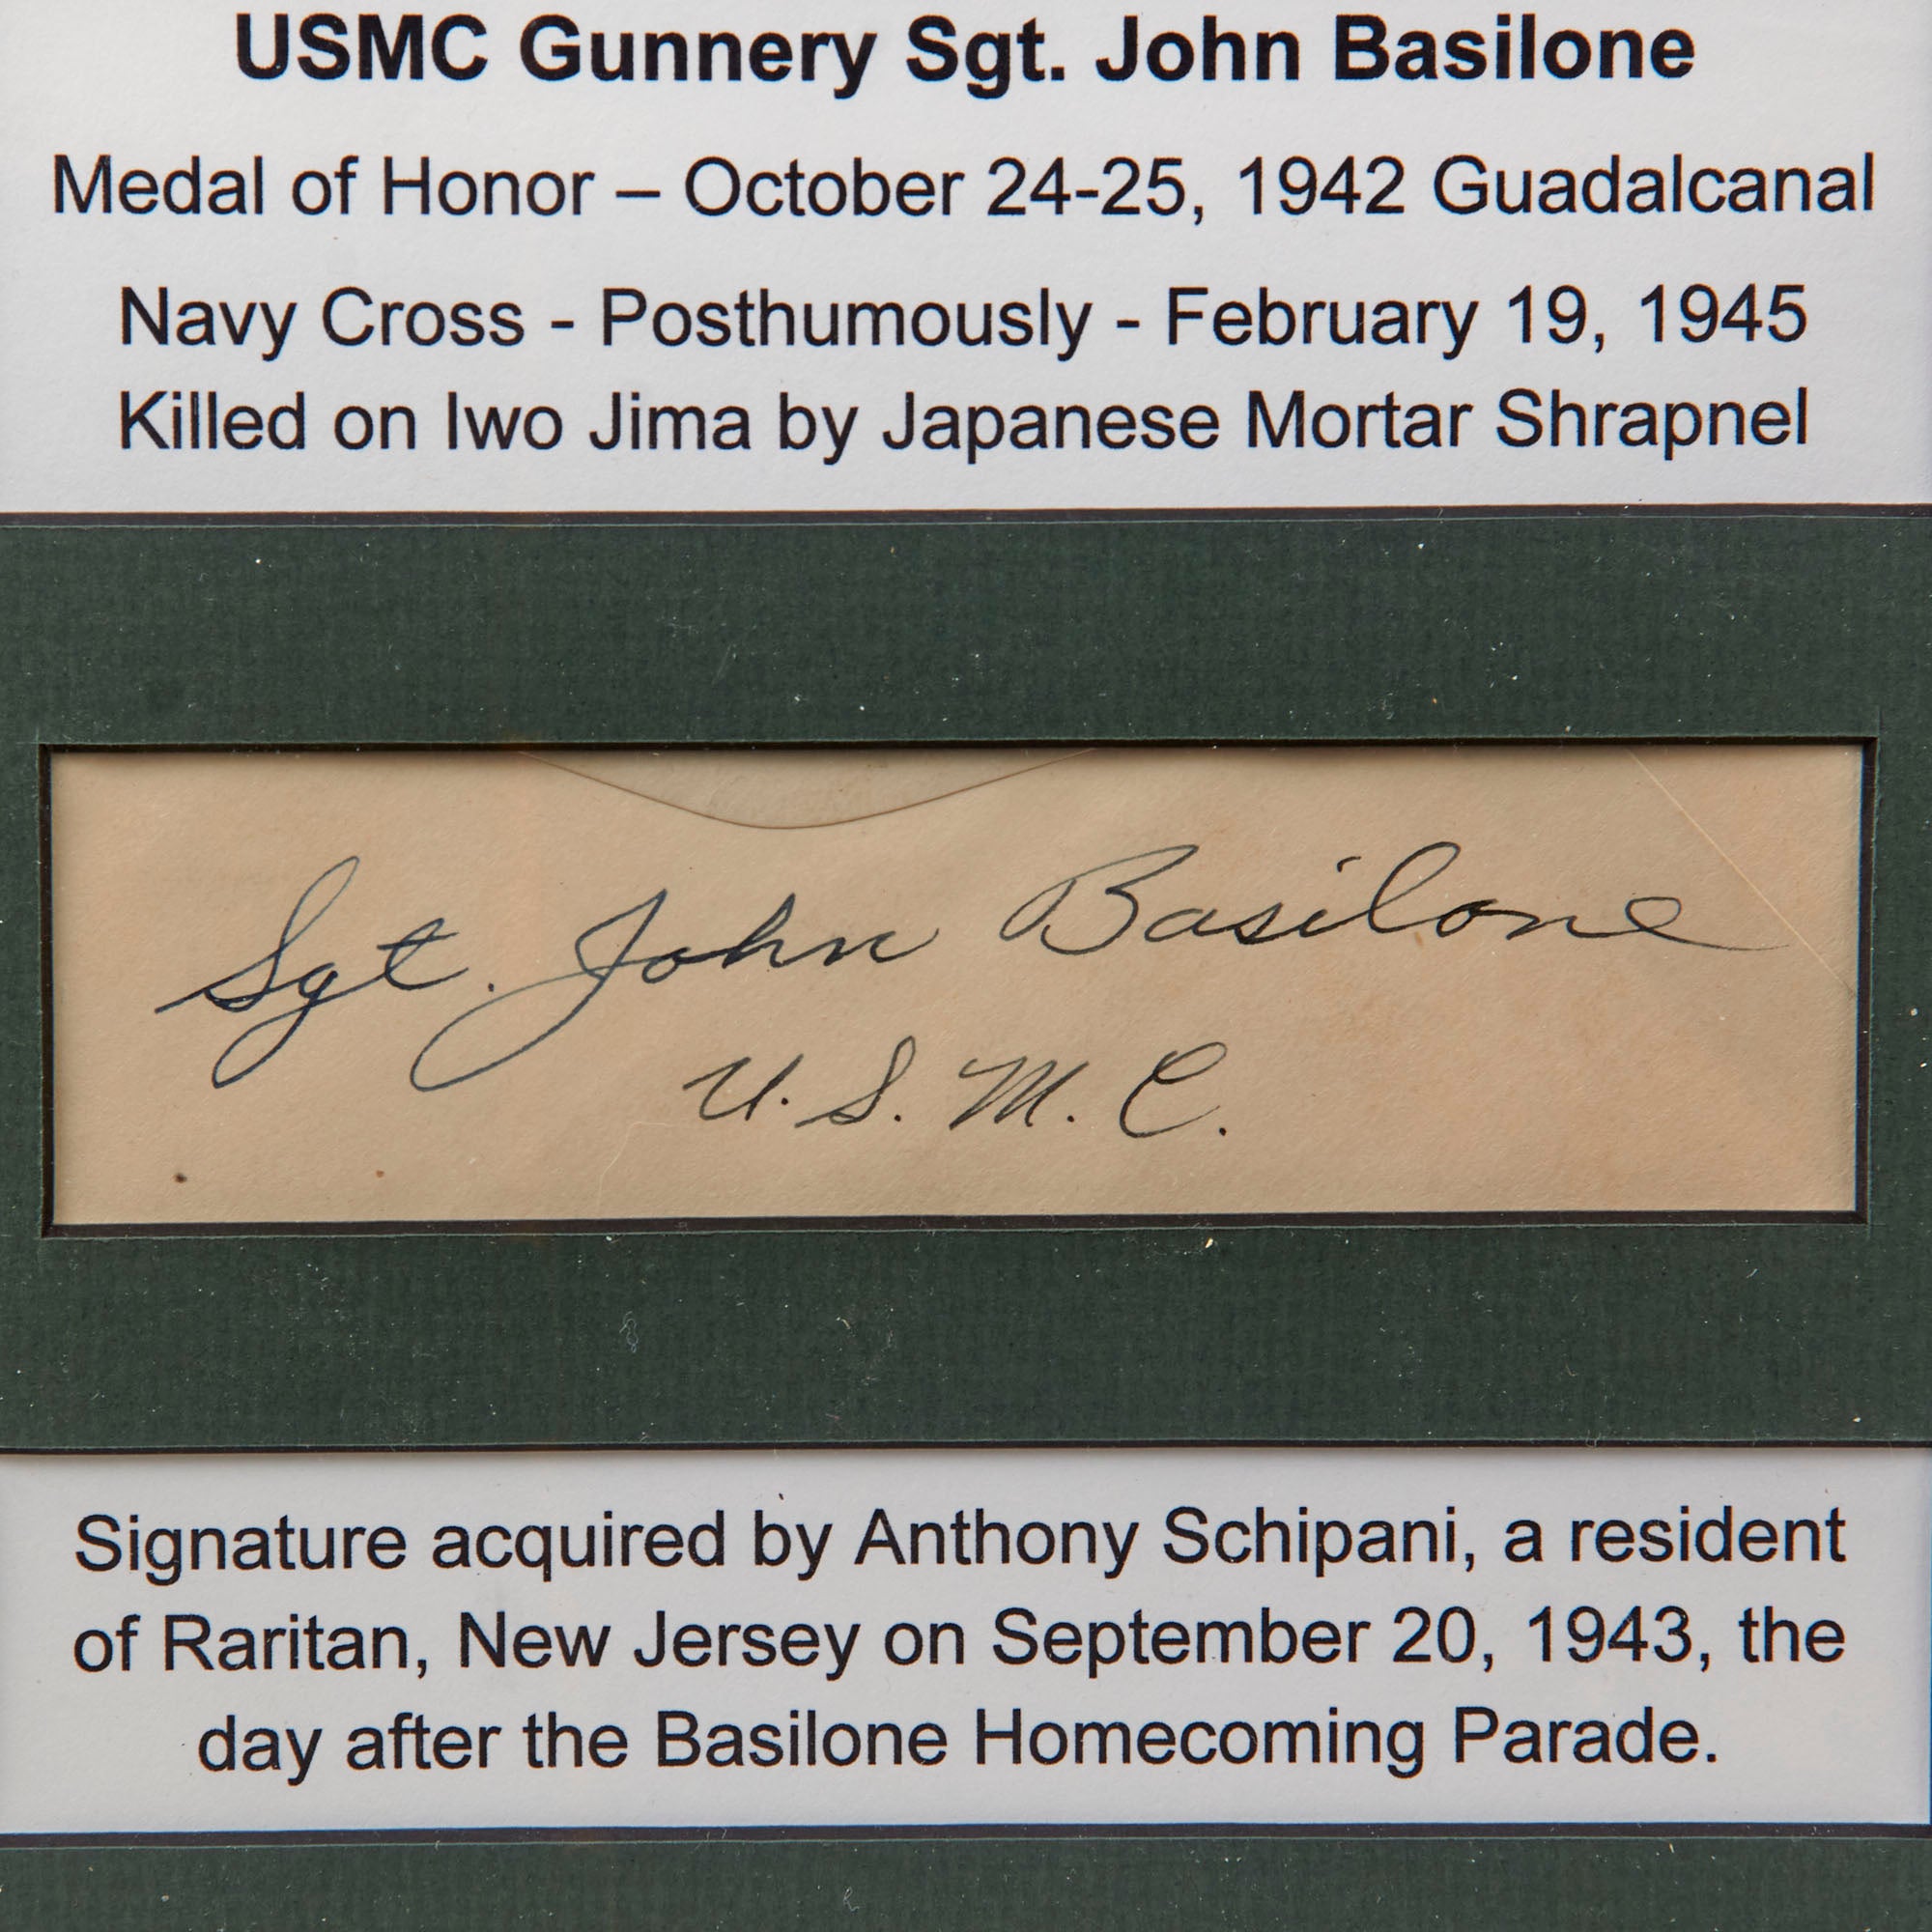 USMC Gunnery Sgt. John Basilone
Medal of Honor – October 24-25, 1942 Guadalcanal
Navy Cross - Posthumously - February 19, 1945
Killed on Iwo Jima by Japanese Mortar Shrapnel
Sgt. John Basilone
U.S.M.C.
Signature acquired by Anthony Schipani, a resident
of Raritan, New Jersey on September 20, 1943, the
day after the Basilone Homecoming Parade.